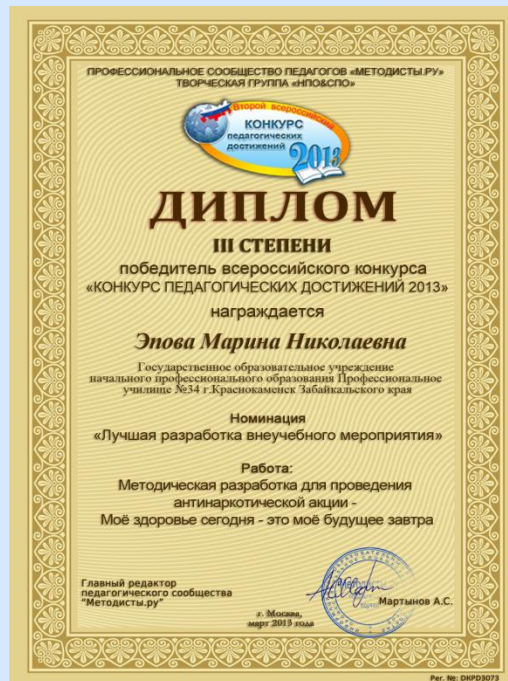 ПРОФЕССИОНАЛЬНОЕ СООБЩЕСТВО ПЕДАГОГОВ «МЕТОДИСТЫ.РУ»
ТВОРЧЕСКАЯ ГРУППА «НПО&СПО»
Второй всероссийский
КОНКУРС
педагогических
достижений
2013
ДИПЛОМ
III СТЕПЕНИ
победитель всероссийского конкурса
«КОНКУРС ПЕДАГОГИЧЕСКИХ ДОСТИЖЕНИЙ 2013»
награждается
Эпова Марина Николаевна
Государственное образовательное учреждение
начального профессионального образования Профессиональное
училище №34 г.Краснокаменск Забайкальского края
Номинация
«Лучшая разработка внеучебного мероприятия»
Работа:
Методическая разработка для проведения
антинаркотической акции -
Моё здоровье сегодня - это моё будущее завтра
Главный редактор
педагогического сообщества
"Методисты.ру"
Мартынов А.С.
г. Москва,
март 2013 года
Рег. №: DKPD3073